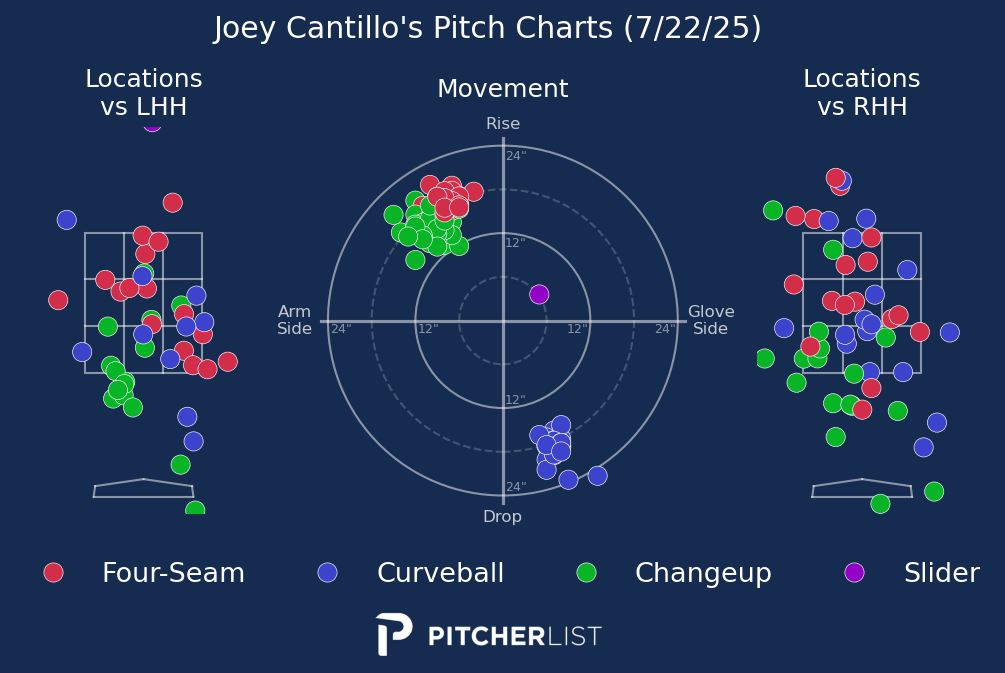 Joey Cantillo's Pitch Charts (7/22/25)
Locations
vs LHH
Movement
Locations
vs RHH
Rise
24"
12"
Arm
Side
24"
12"
12"
24"
Glove
Side
12"
24"
Drop
Four-Seam
Curveball
Changeup
Slider
PITCHERLIST